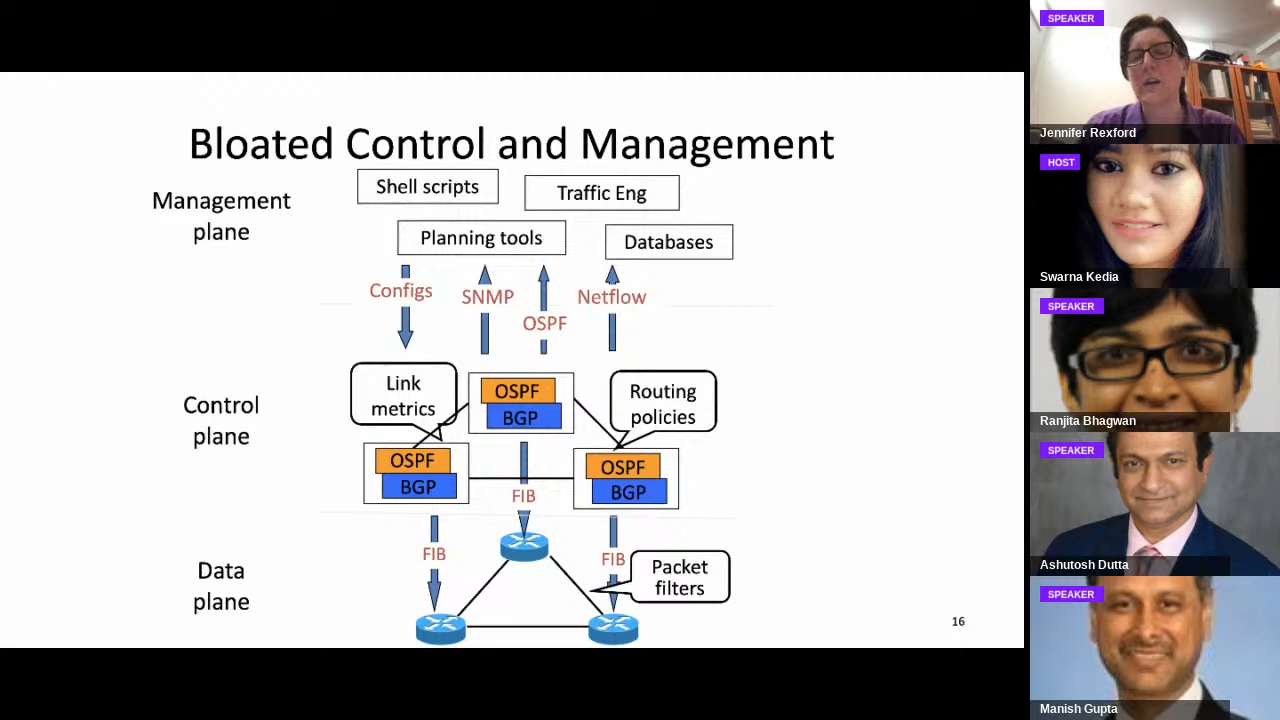 Bloated Control and Management
Management
plane
Shell scripts
Traffic Eng
Planning tools
Databases
Configs
SNMP
OSPF
Netflow
Control
plane
Link
metrics
OSPF
BGP
Routing
policies
OSPF
BGP
OSPF
BGP
FIB
FIB
FIB
Data
plane
Packet
filters
16
SPEAKER
Jennifer Rexford
HOST
Swarna Kedia
SPEAKER
Ranjita Bhagwan
SPEAKER
Ashutosh Dutta
SPEAKER
Manish Gupta